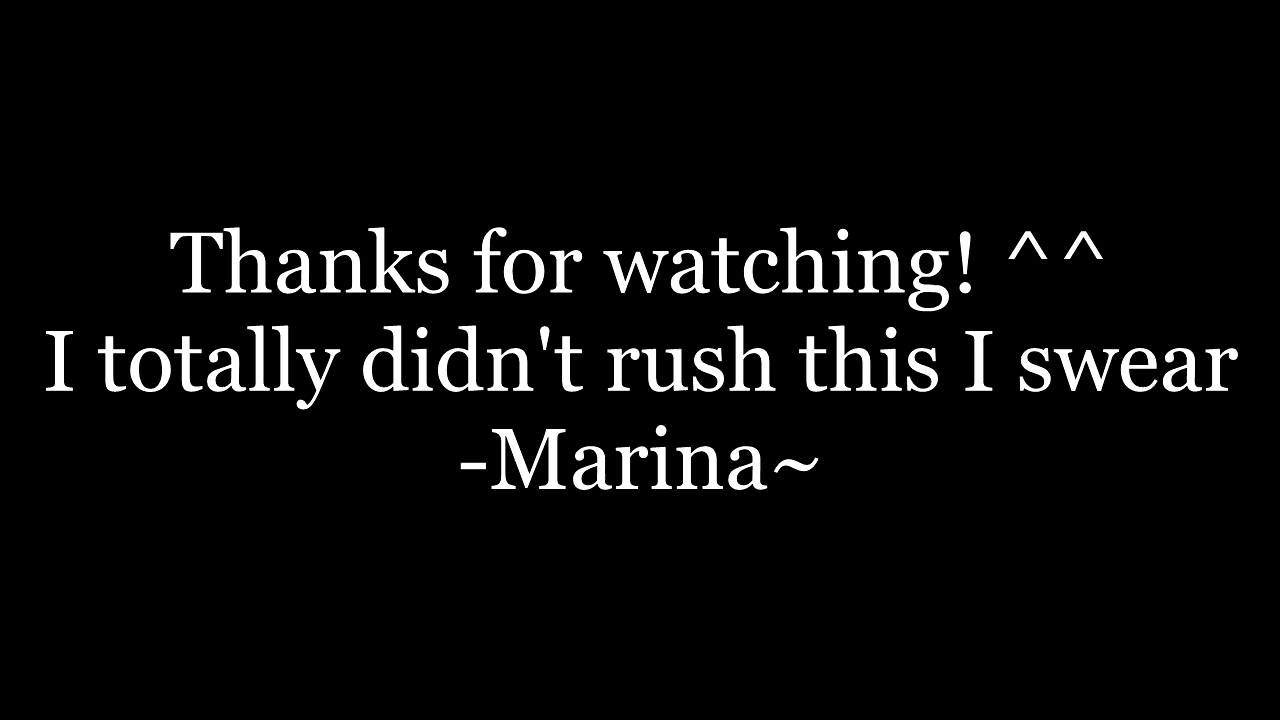 Thanks for watching! ^^
I totally didn't rush this I swear
-Marina~